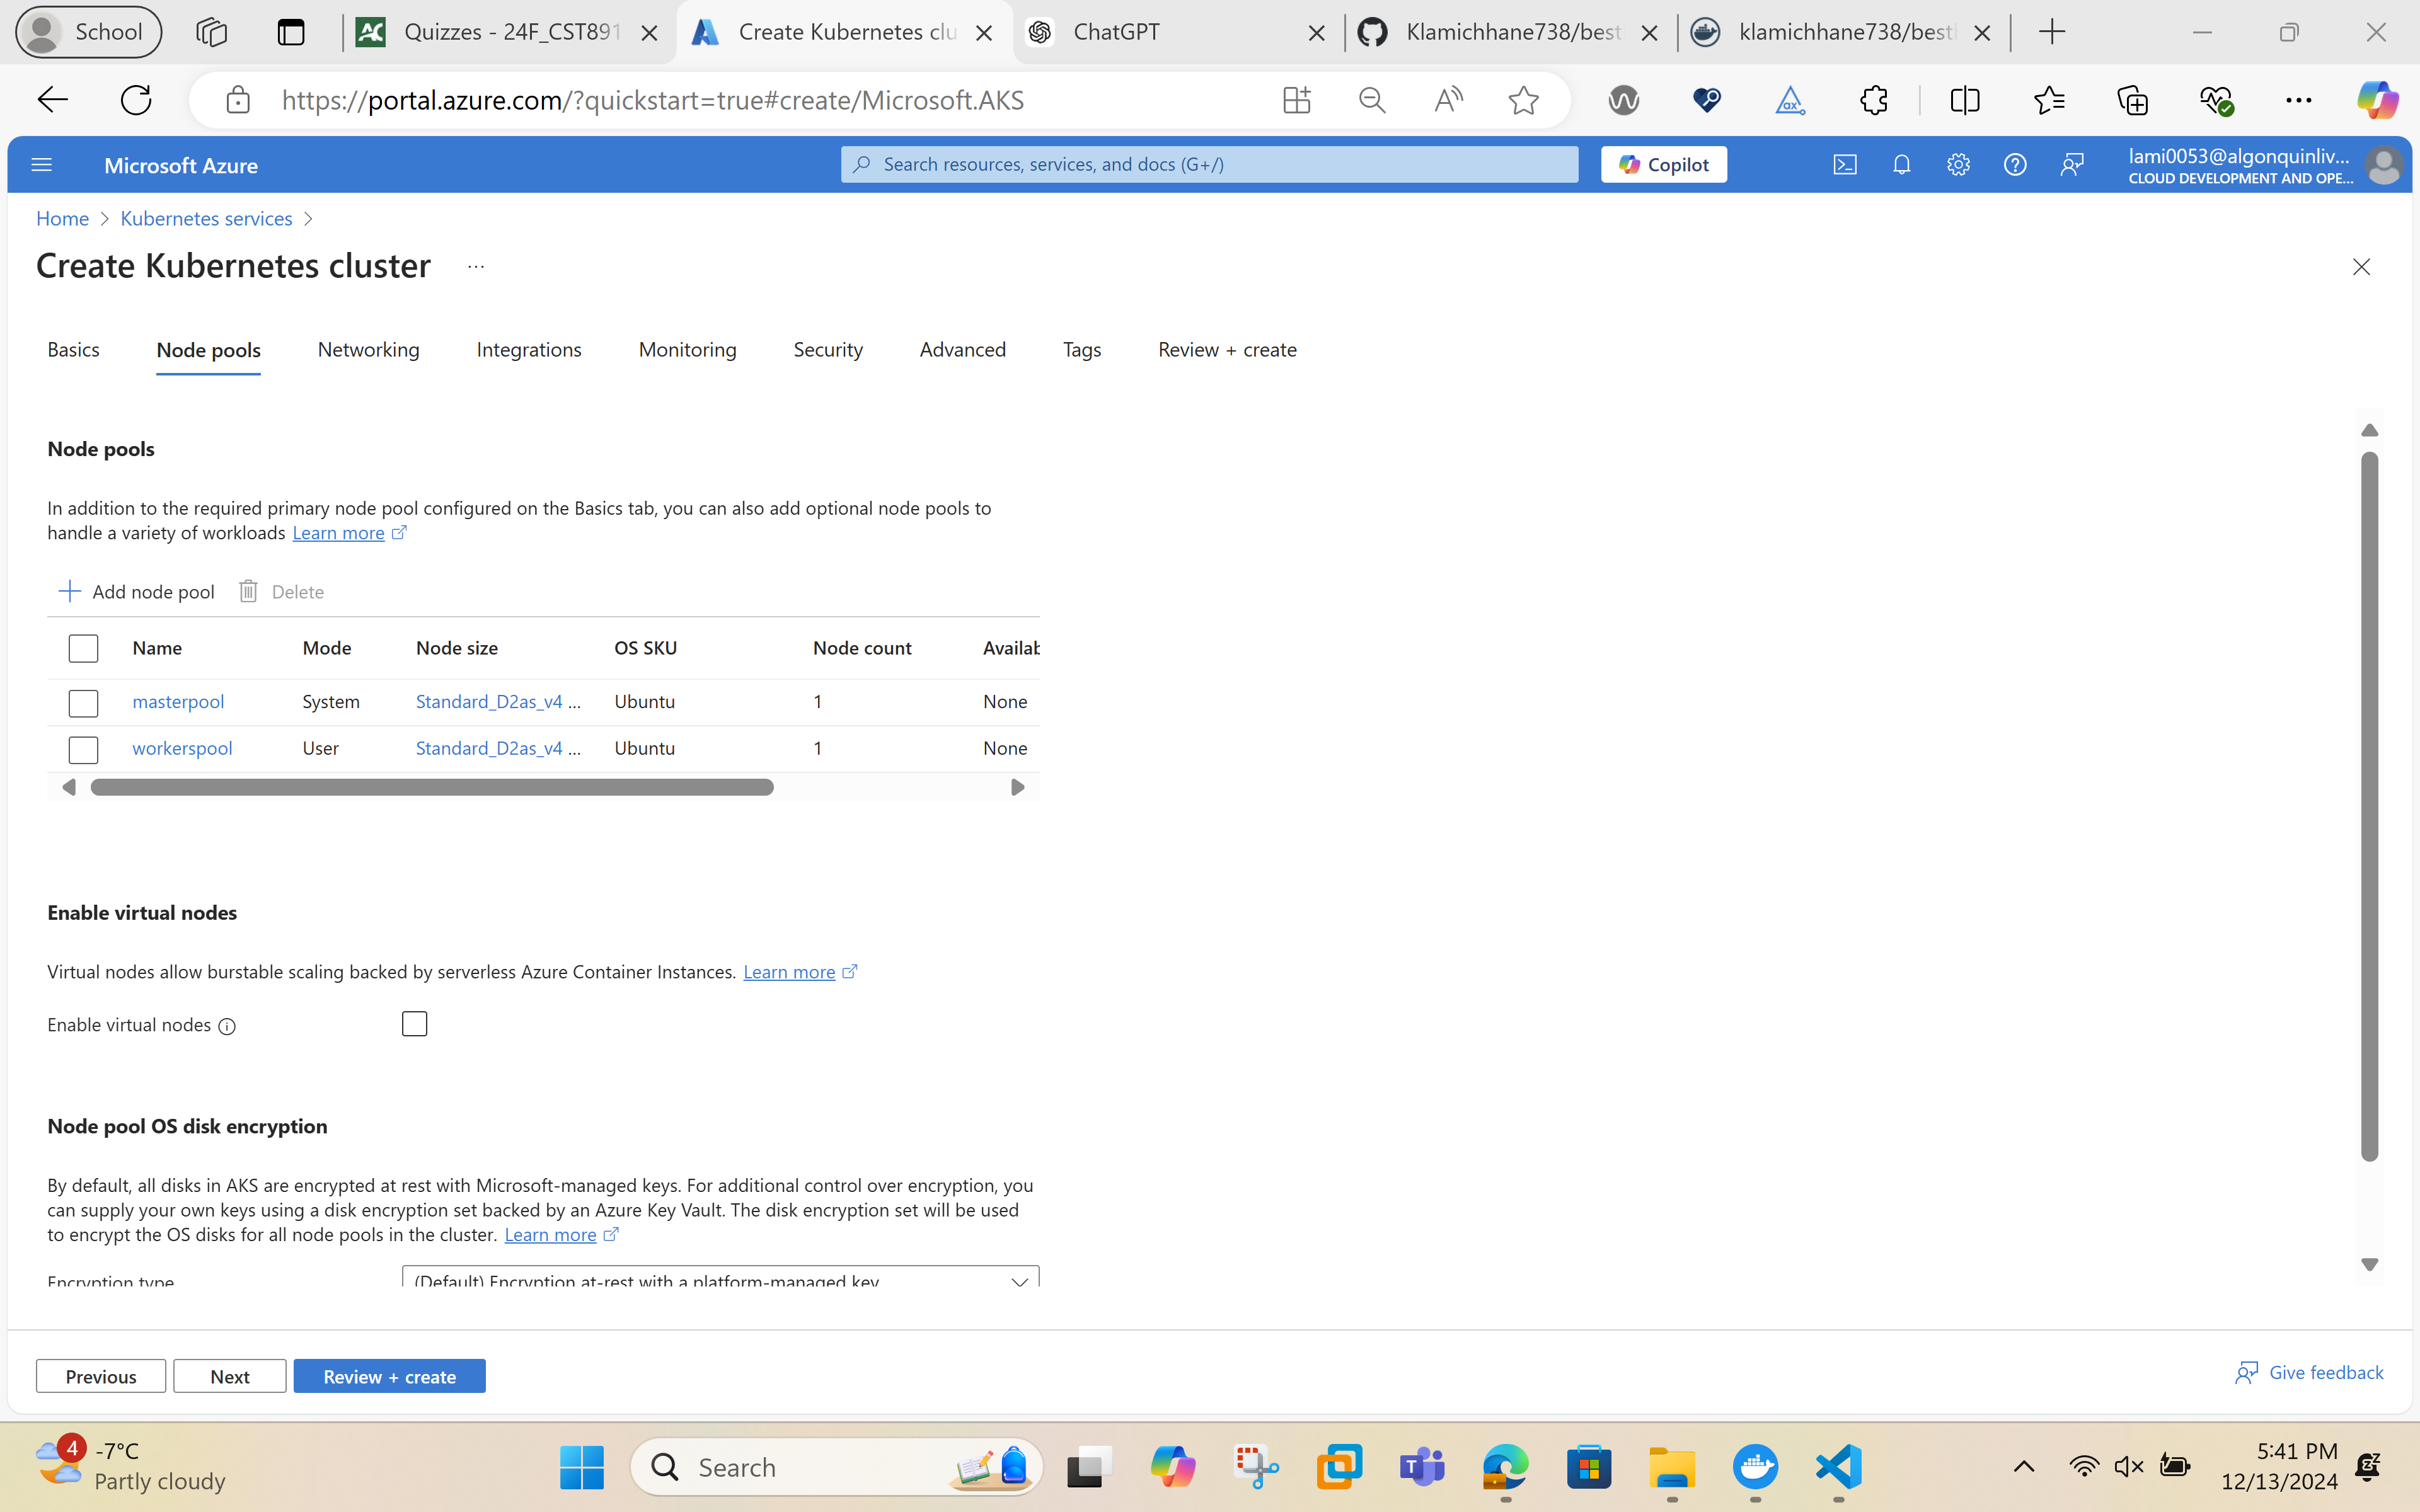 School
Quizzes - 24F_CST891
Create Kubernetes clu
ChatGPT
Klamichhane738/best
klamichhane738/best
https://portal.azure.com/?quickstart=true#create/Microsoft.AKS
Microsoft Azure
Search resources, services, and docs (G+/)
Copilot
lami0053@algonquinliv...
CLOUD DEVELOPMENT AND OPE...
Home > Kubernetes services >
Create Kubernetes cluster ...
Basics Node pools Networking Integrations Monitoring Security Advanced Tags Review + create
Node pools
In addition to the required primary node pool configured on the Basics tab, you can also add optional node pools to
handle a variety of workloads Learn more
Add node pool Delete
Name Mode Node size OS SKU Node count Availab
masterpool System Standard_D2as_v4 ... Ubuntu 1 None
workerspool User Standard_D2as_v4 ... Ubuntu 1 None
Enable virtual nodes
Virtual nodes allow burstable scaling backed by serverless Azure Container Instances. Learn more
Enable virtual nodes
Node pool OS disk encryption
By default, all disks in AKS are encrypted at rest with Microsoft-managed keys. For additional control over encryption, you
can supply your own keys using a disk encryption set backed by an Azure Key Vault. The disk encryption set will be used
to encrypt the OS disks for all node pools in the cluster. Learn more
Encryption type (Default) Encryption at-rest with a platform-managed key
Previous Next Review + create
Give feedback
4
-7°C
Partly cloudy
Search
5:41 PM
12/13/2024